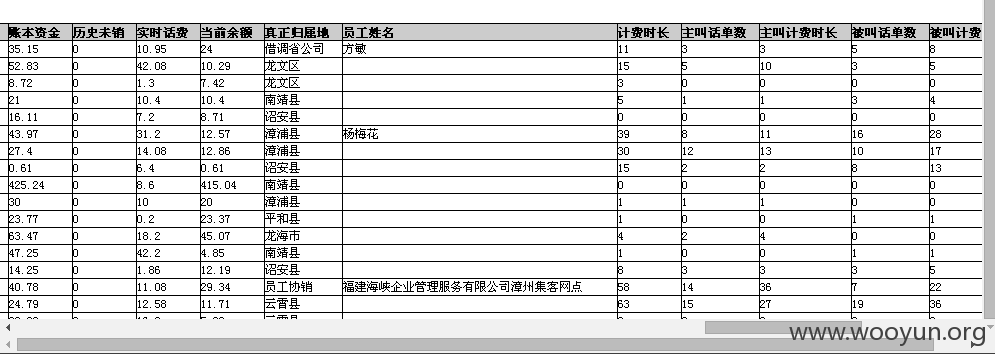 账本资金 历史未销 实时话费 当前余额 真正归属地 员工姓名 计费时长 主叫话单数 主叫计费时长 被叫话单数 被叫计费
35.15 0 10.95 24 借调省公司 方敏 11 3 3 5 8
52.83 0 42.08 10.29 龙文区 15 5 10 3 5
8.72 0 1.3 7.42 龙文区 3 0 0 0 0
21 0 10.4 10.4 南靖县 5 1 1 3 4
16.11 0 7.2 8.71 诏安县 0 0 0 0 0
43.97 0 31.2 12.57 漳浦县 杨梅花 39 8 11 16 28
27.4 0 14.08 12.86 漳浦县 30 12 13 10 17
0.61 0 6.4 0.61 诏安县 15 2 2 8 13
425.24 0 8.6 415.04 南靖县 0 0 0 0 0
30 0 10 20 漳浦县 1 1 1 0 0
23.77 0 0.2 23.37 平和县 1 0 0 1 1
63.47 0 18.2 45.07 龙海市 4 2 4 0 0
47.25 0 42.2 4.85 南靖县 1 0 0 1 1
14.25 0 1.86 12.19 诏安县 8 3 3 3 5
40.78 0 11.08 29.34 员工协销 福建海峡企业管理服务有限公司漳州集客网点 58 14 36 7 22
24.79 0 12.58 11.71 云霄县 63 15 27 19 36
www.wooyun.org